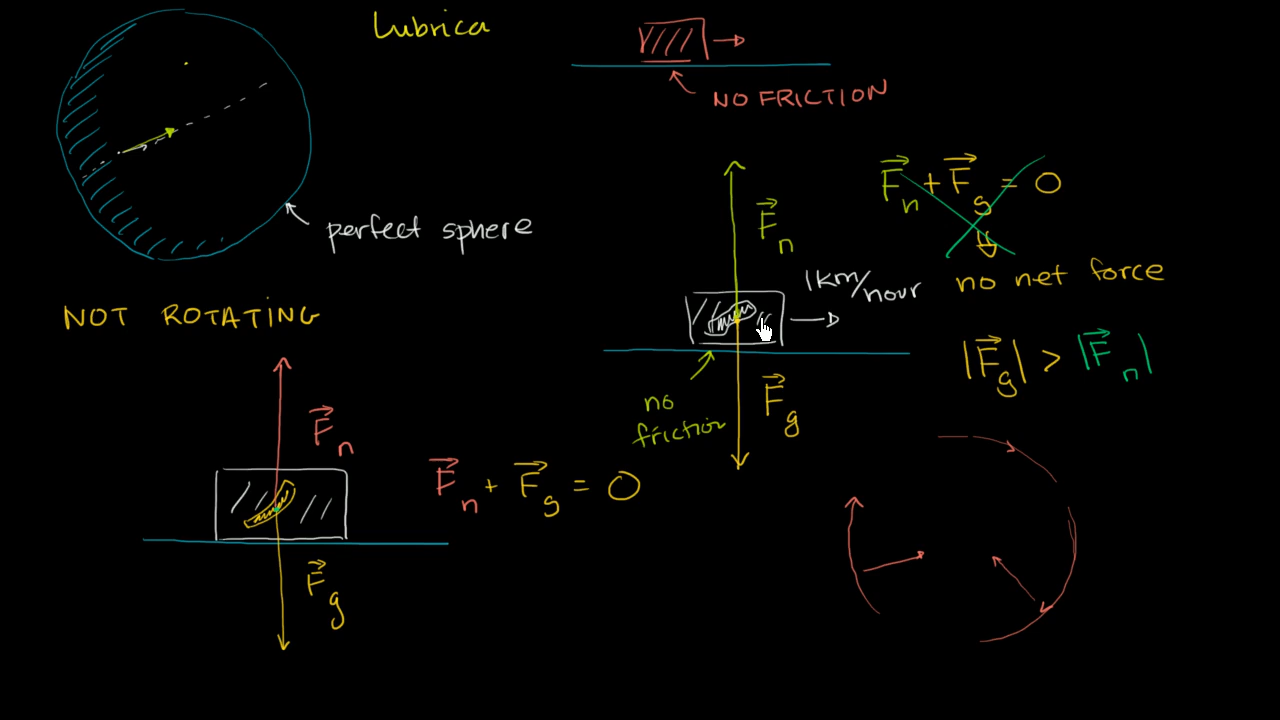 Lubrica
NO FRICTION
perfect sphere
NOT ROTATING
F⃗n + F⃗g = 0
no net force
F⃗n
1km/hour
|F⃗g| > |F⃗n|
no
friction
F⃗g
F⃗n
F⃗n + F⃗g = 0
F⃗g